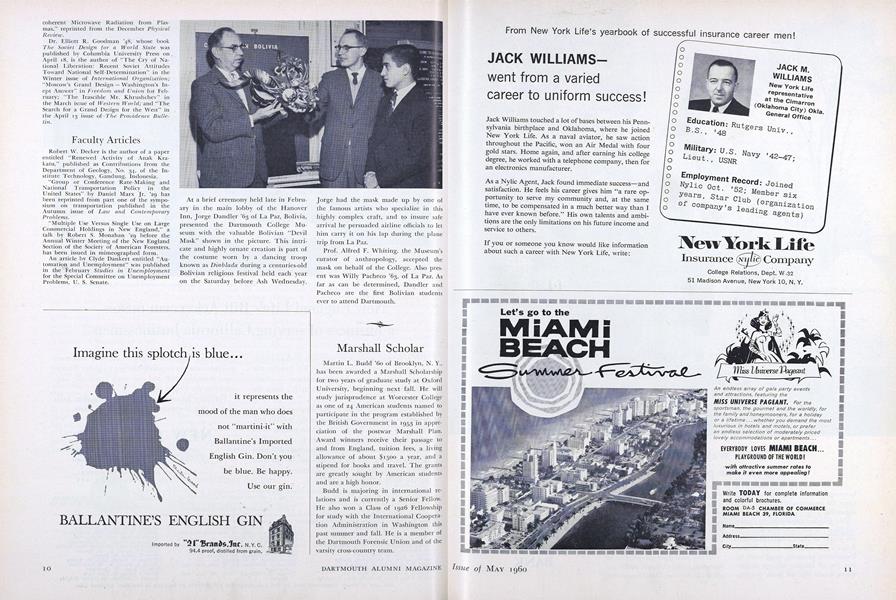 coherent Microwave Radiation from Plas-
mas," reprinted from the December Physical
Review.
Dr. Elliott R. Goodman '48, whose book
The Soviet Design for a World State was
published by Columbia University Press on
April 18, is the author of "The Cry of Na-
tional Liberation: Recent Soviet Attitudes
Toward National Self-Determination" in the
Winter issue of International Organization;
"Moscow's Grand Design – Washington's In-
ept Answer" in Freedom and Union for Feb-
ruary; "The Irascible Mr. Khrushchev" in
the March issue of Western World; and "The
Search for a Grand Design for the West" in
the April 13 issue of The Providence Bulle-
tin.
Faculty Articles
Robert W. Decker is the author of a paper
entitled "Renewed Activity of Anak Kra-
katau," published as Contributions from the
Department of Geology, No. 34, of the In-
stitute Technology, Gandung, Indonesia.
"Group or Conference Rate-Making and
National Transportation Policy in the
United States" by Daniel Marx Jr. '29 has
been reprinted from part one of the sympo-
sium on transportation published in the
Autumn issue of Law and Contemporary
Problems.
"Multiple Use Versus Single Use on Large
Commercial Holdings in New England," a
talk by Robert S. Monahan '29 before the
Annual Winter Meeting of the New England
Section of the Society of American Foresters,
has been issued in mimeographed form.
An article by Clyde Dankert entitled "Au-
tomation and Unemployment" was published
in the February Studies in Unemployment
for the Special Committee on Unemployment
Problems, U. S. Senate.
BOLIVIA
At a brief ceremony held late in Febru-
ary in the main lobby of the Hanover
Inn, Jorge Dandler '63 of La Paz, Bolivia,
presented the Dartmouth College Mu-
seum with the valuable Bolivian "Devil
Mask" shown in the picture. This intri-
cate and highly ornate creation is part of
the costume worn by a dancing troop
known as Dioblada during a centuries-old
Bolivian religious festival held each year
on the Saturday before Ash Wednesday.
Jorge had the mask made up by one of
the famous artists who specialize in this
highly complex craft, and to insure safe
arrival he persuaded airline officials to let
him carry it on his lap during the plane
trip from La Paz.
Prof. Alfred F. Whiting, the Museum's
curator of anthropology, accepted the
mask on behalf of the College. Also pres-
ent was Willy Pacheco '63, of La Paz. As
far as can be determined, Dandler and
Pacheco are the first Bolivian students
ever to attend Dartmouth.
Marshall Scholar
Martin L. Budd '60 of Brooklyn, N. Y.,
has been awarded a Marshall Scholarship
for two years of graduate study at Oxford
University, beginning next fall. He will
study jurisprudence at Worcester College
as one of 24 American students named to
participate in the program established by
the British Government in 1953 in appre-
ciation of the postwar Marshall Plan.
Award winners receive their passage to
and from England, tuition fees, a living
allowance of about $1500 a year, and a
stipend for books and travel. The grants
are greatly sought by American students
and are a high honor.
Budd is majoring in international re-
lations and is currently a Senior Fellow.
He also won a Class of 1926 Fellowship
for study with the International Coopera-
tion Administration in Washington this
past summer and fall. He is a member of
the Dartmouth Forensic Union and of the
varsity cross-country team.
Imagine this splotch is blue...
it represents the
mood of the man who does
not "martini-it" with
Ballantine's Imported
English Gin. Don't you
be blue. Be happy.
Use our gin.
BALLANTINE'S ENGLISH GIN
Imported by "21" Brands, Inc., N. Y. C.
94.4 proof, distilled from grain.
10
DARTMOUTH ALUMNI MAGAZINE
From New York Life's yearbook of successful insurance career men!
JACK WILLIAMS—
went from a varied
career to uniform success!
Jack Williams touched a lot of bases between his Penn-
sylvania birthplace and Oklahoma, where he joined
New York Life. As a naval aviator, he saw action
throughout the Pacific, won an Air Medal with four
gold stars. Home again, and after earning his college
degree, he worked with a telephone company, then for
an electronics manufacturer.
As a Nylic Agent, Jack found immediate success—and
satisfaction. He feels his career gives him "a rare op-
portunity to serve my community and, at the same
time, to be compensated in a much better way than I
have ever known before." His own talents and ambi-
tions are the only limitations on his future income and
service to others.
If you or someone you know would like information
about such a career with New York Life, write:
JACK M.
WILLIAMS
New York Life
representative
at the Cimarron
(Oklahoma City) Okla.
General Office
Education: Rutgers Univ.,
B.S., '48
Military: U.S. Navy '42-47;
Lieut., USNR
Employment Record: Joined
Nylic Oct. '52; Member six
years, Star Club (organization
of company's leading agents)
New York Life
Insurance Nylic Company
College Relations, Dept. W-32
51 Madison Avenue, New York 10, N. Y.
Let's go to the
MiAMi
BEACH
Summer Festival
Miss Universe Pageant
An endless array of gala party events
and attractions, featuring the
MISS UNIVERSE PAGEANT. For the
sportsman, the gourmet and the worldly, for
the family and honeymooners, for a holiday
or a lifetime... whether you demand the most
luxurious in hotels and motels, or prefer
an endless selection of moderately priced
lovely accommodations or apartments...
EVERYBODY LOVES MIAMI BEACH...
PLAYGROUND OF THE WORLD!
-with attractive summer rates to
make it even more appealing!
Write TODAY for complete information
and colorful brochures.
ROOM DA-5 CHAMBER OF COMMERCE
MIAMI BEACH 39, FLORIDA
Name
Address
City State
Issue of MAY 1960
11